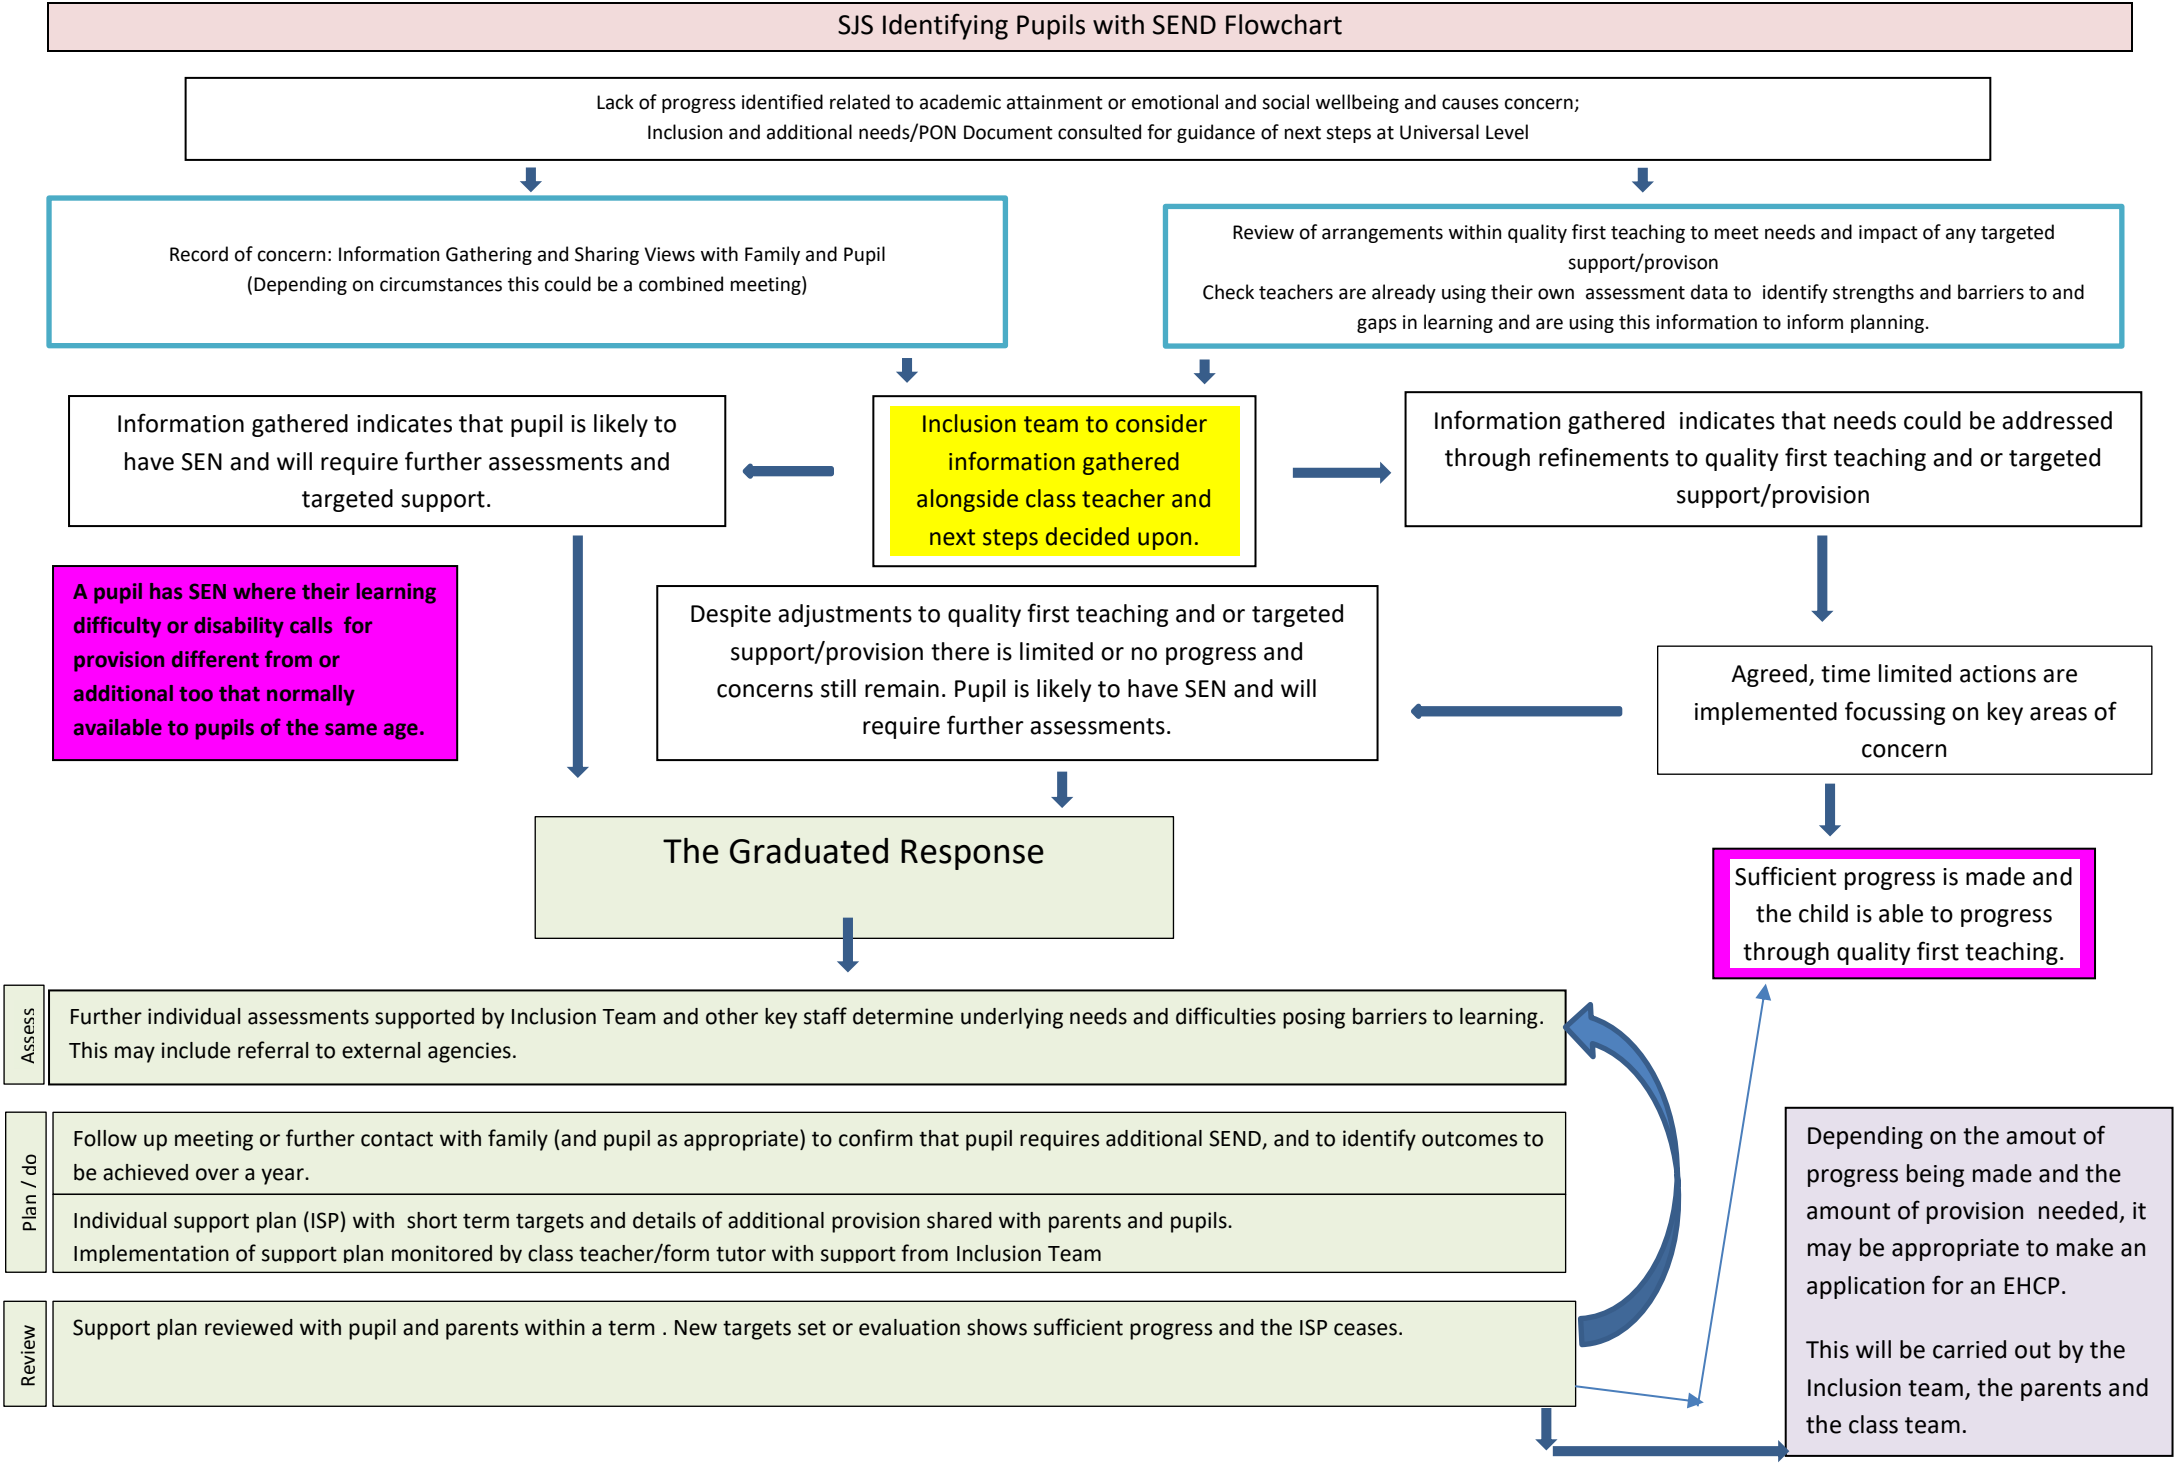 SJS Identifying Pupils with SEND Flowchart
Lack of progress identified related to academic attainment or emotional and social wellbeing and causes concern;
Inclusion and additional needs/PON Document consulted for guidance of next steps at Universal Level
Record of concern: Information Gathering and Sharing Views with Family and Pupil
(Depending on circumstances this could be a combined meeting)
Review of arrangements within quality first teaching to meet needs and impact of any targeted
support/provison
Check teachers are already using their own assessment data to identify strengths and barriers to and
gaps in learning and are using this information to inform planning.
Information gathered indicates that pupil is likely to
have SEN and will require further assessments and
targeted support.
Inclusion team to consider
information gathered
alongside class teacher and
next steps decided upon.
Information gathered indicates that needs could be addressed
through refinements to quality first teaching and or targeted
support/provision
A pupil has SEN where their learning
difficulty or disability calls for
provision different from or
additional too that normally
available to pupils of the same age.
Despite adjustments to quality first teaching and or targeted
support/provision there is limited or no progress and
concerns still remain. Pupil is likely to have SEN and will
require further assessments.
Agreed, time limited actions are
implemented focussing on key areas of
concern
The Graduated Response
Sufficient progress is made and
the child is able to progress
through quality first teaching.
Assess
Further individual assessments supported by Inclusion Team and other key staff determine underlying needs and difficulties posing barriers to learning.
This may include referral to external agencies.
Plan / do
Follow up meeting or further contact with family (and pupil as appropriate) to confirm that pupil requires additional SEND, and to identify outcomes to
be achieved over a year.
Individual support plan (ISP) with short term targets and details of additional provision shared with parents and pupils.
Implementation of support plan monitored by class teacher/form tutor with support from Inclusion Team
Review
Support plan reviewed with pupil and parents within a term . New targets set or evaluation shows sufficient progress and the ISP ceases.
Depending on the amout of
progress being made and the
amount of provision needed, it
may be appropriate to make an
application for an EHCP.
This will be carried out by the
Inclusion team, the parents and
the class team.